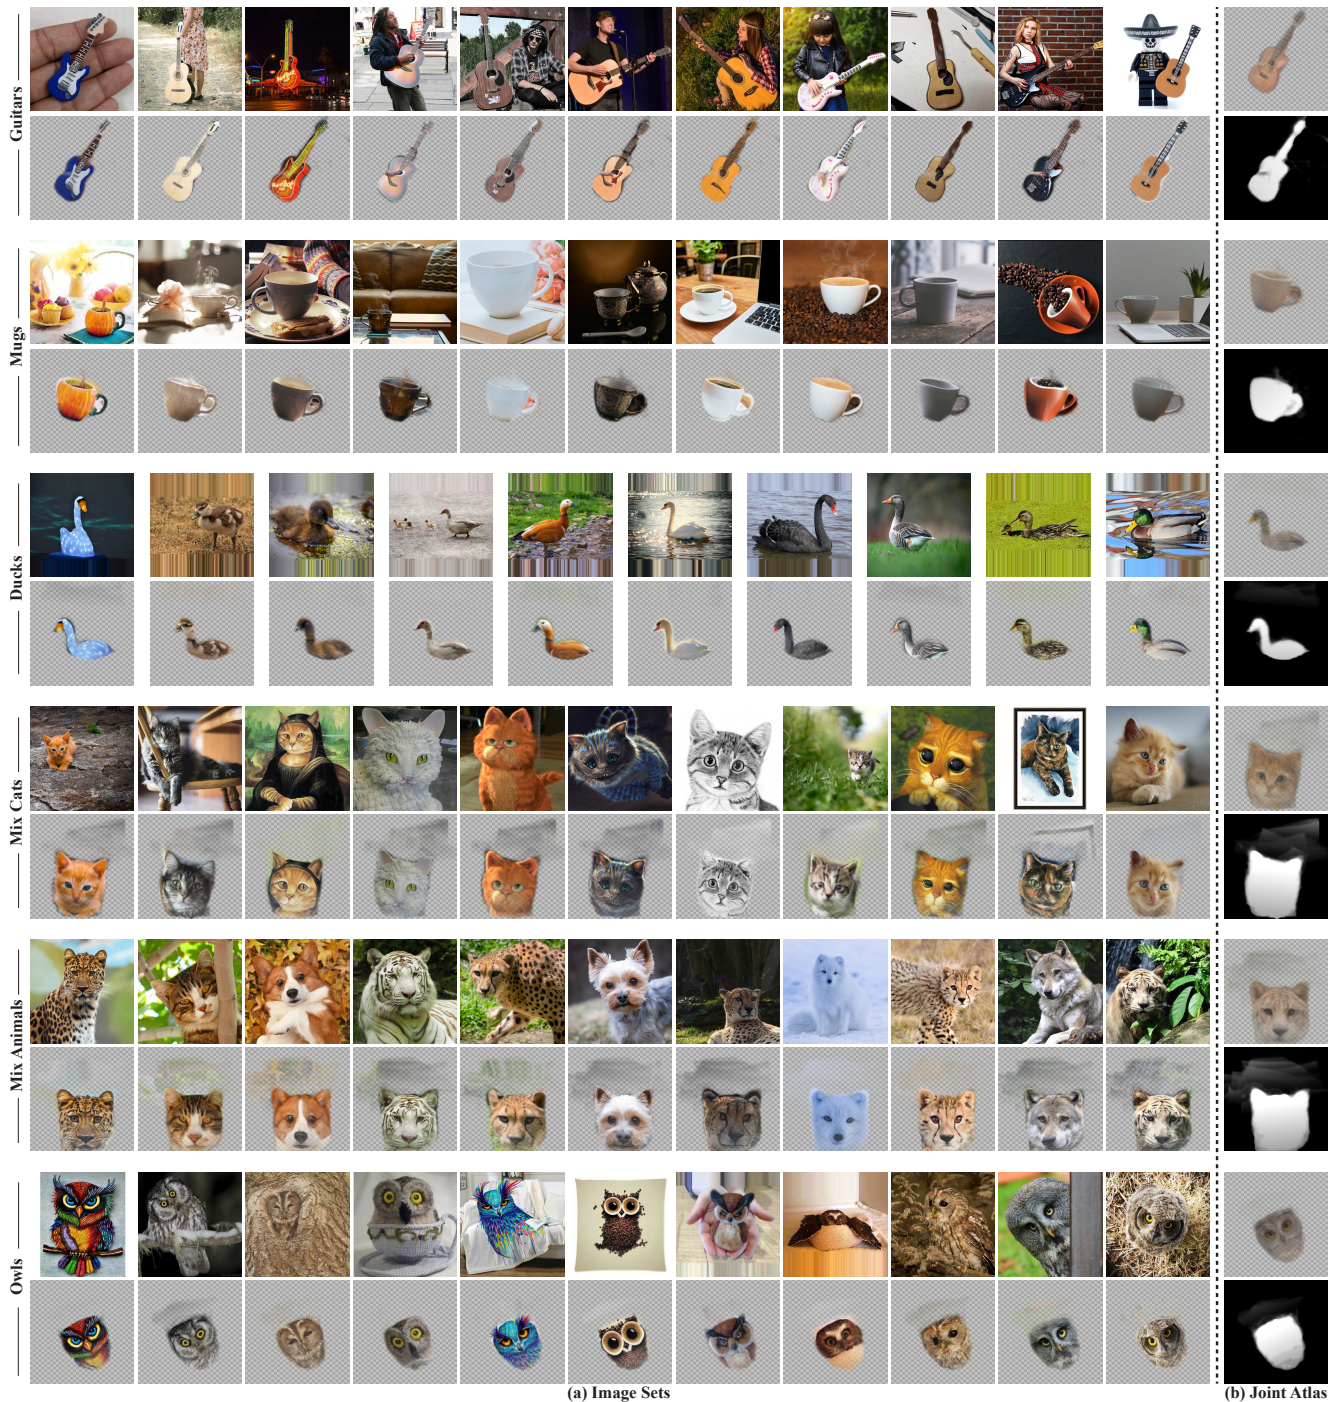 Guitars
Mugs
Ducks
Mix Cats
Mix Animals
Owls
(a) Image Sets
(b) Joint Atlas